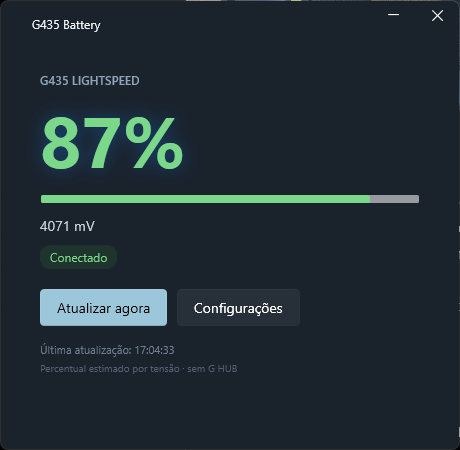 G435 Battery
G435 LIGHTSPEED
87%
4071 mV
Conectado
Atualizar agora
Configurações
Última atualização: 17:04:33
Percentual estimado por tensão · sem G HUB